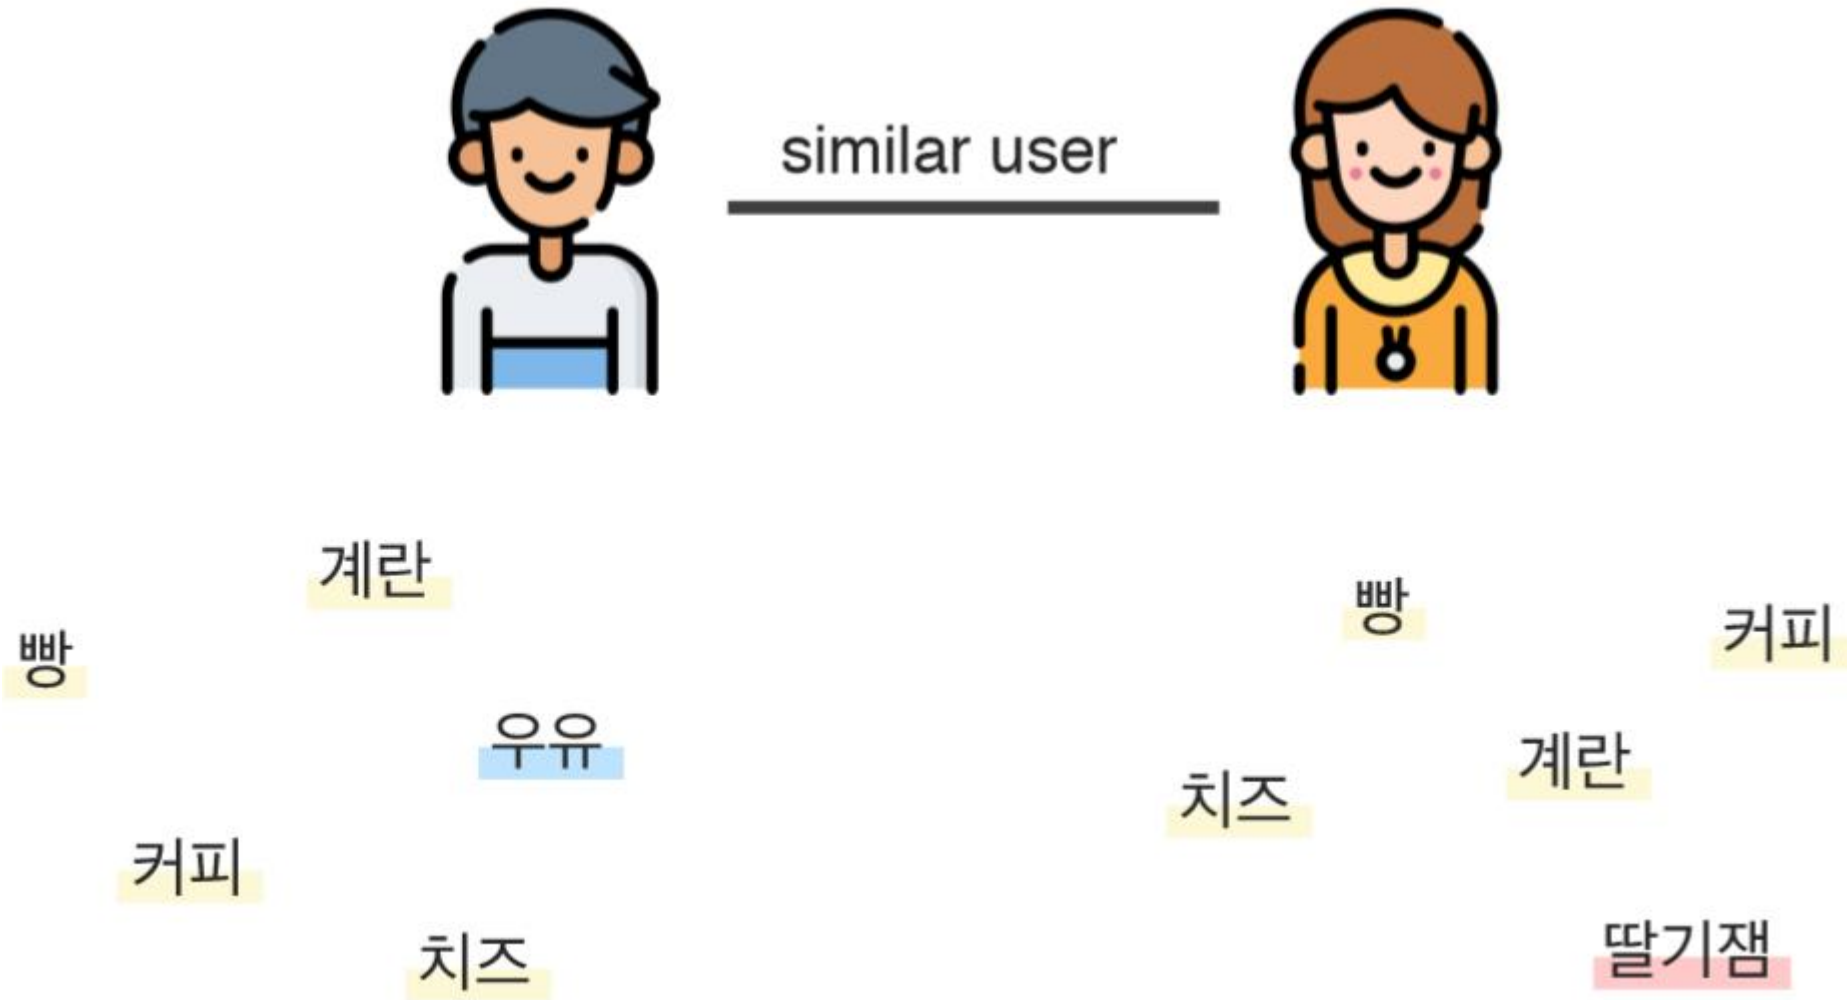 similar user
계란
빵
우유
커피
치즈
빵
커피
계란
치즈
딸기잼